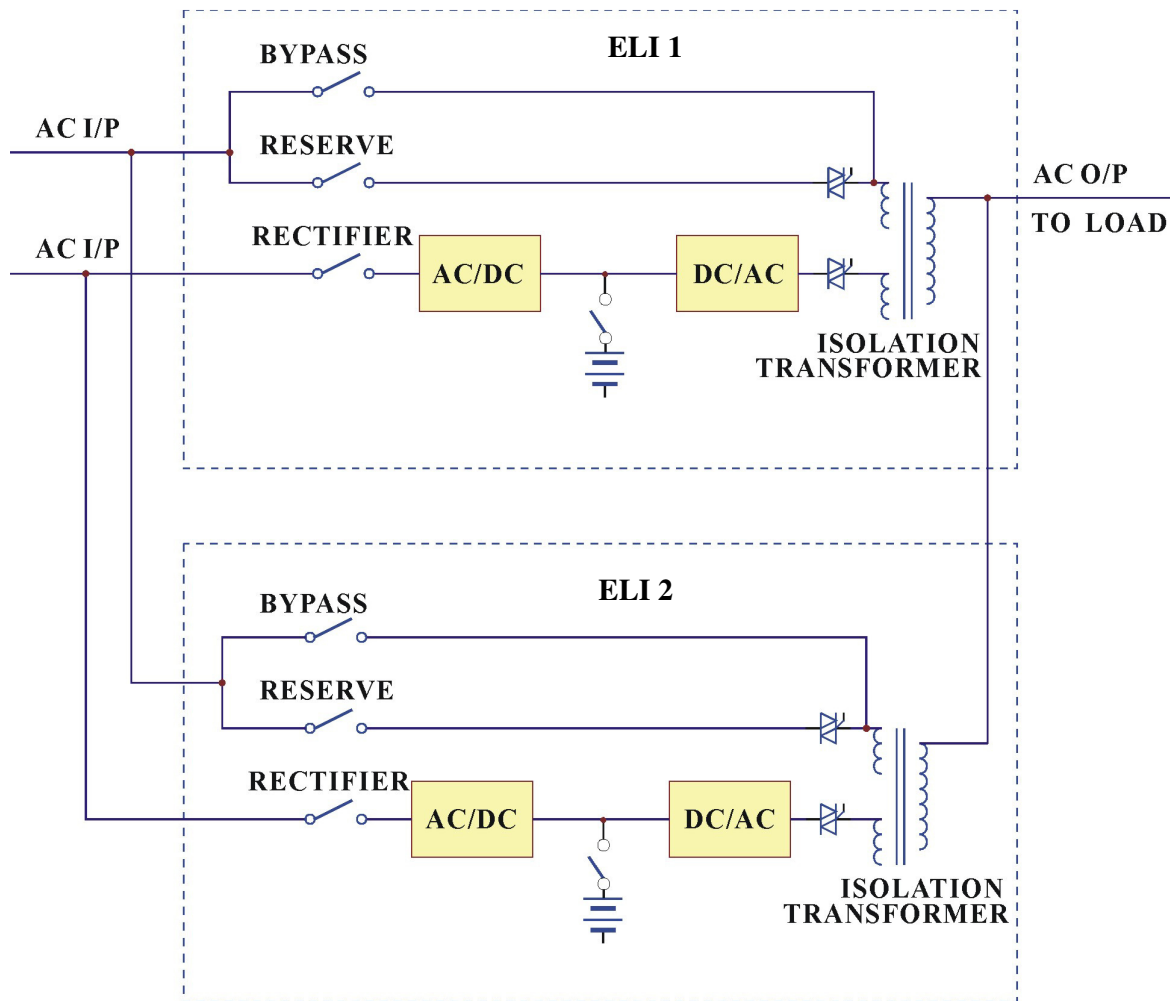 ELI 1
BYPASS
AC I/P
RESERVE
AC O/P
TO LOAD
RECTIFIER
AC I/P
AC/DC
DC/AC
ISOLATION
TRANSFORMER
ELI 2
BYPASS
RESERVE
RECTIFIER
AC/DC
DC/AC
ISOLATION
TRANSFORMER